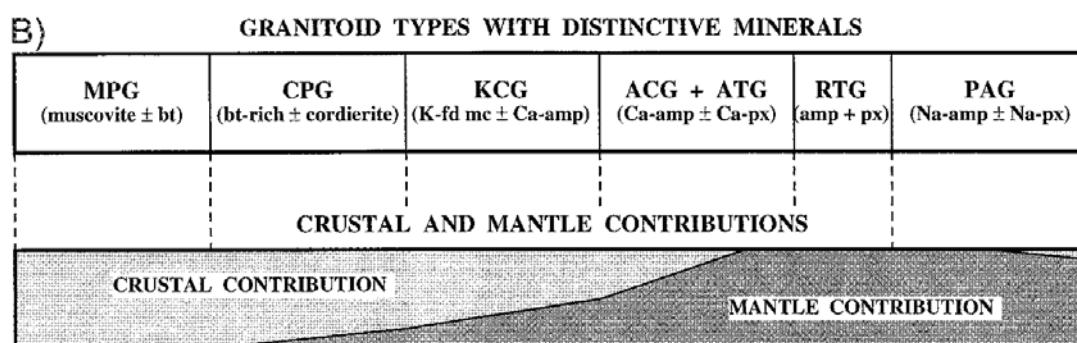 B)
GRANITOID TYPES WITH DISTINCTIVE MINERALS
MPG CPG KCG ACG + ATG RTG PAG
(muscovite ± bt) (bt-rich ± cordierite) (K-fd mc ± Ca-amp) (Ca-amp ± Ca-px) (amp + px) (Na-amp ± Na-px)
CRUSTAL AND MANTLE CONTRIBUTIONS
CRUSTAL CONTRIBUTION
MANTLE CONTRIBUTION